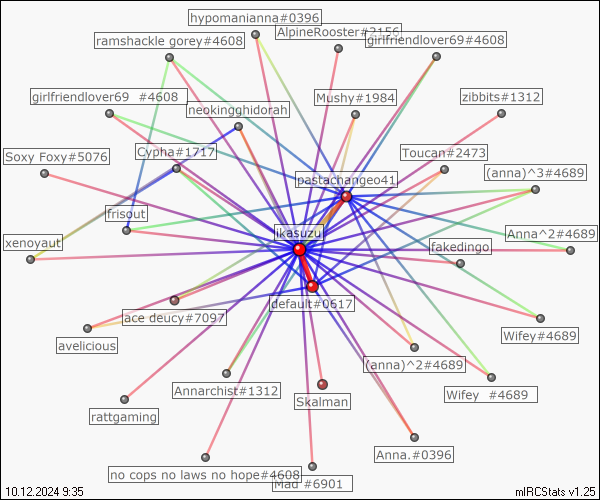 hypomanianna#0396
AlpineRooster#2156
ramshackle gorey#4608
girlfriendlover69#4608
girlfriendlover69  #4608
neokingghidorah
Mushy#1984
zibbits#1312
Soxy Foxy#5076
Cypha#1717
Toucan#2473
pastachangeo41
(anna)^3#4689
frisout
xenoyaut
ikasuzu
Anna^2#4689
fakedingo
default#0617
ace deucy#7097
avelicious
Wifey#4689
(anna)^2#4689
Annarchist#1312
Skalman
Wifey  #4689
rattgaming
Anna.#0396
no cops no laws no hope#4608
Mad #6901
10.12.2024 9:35
mIRCStats v1.25